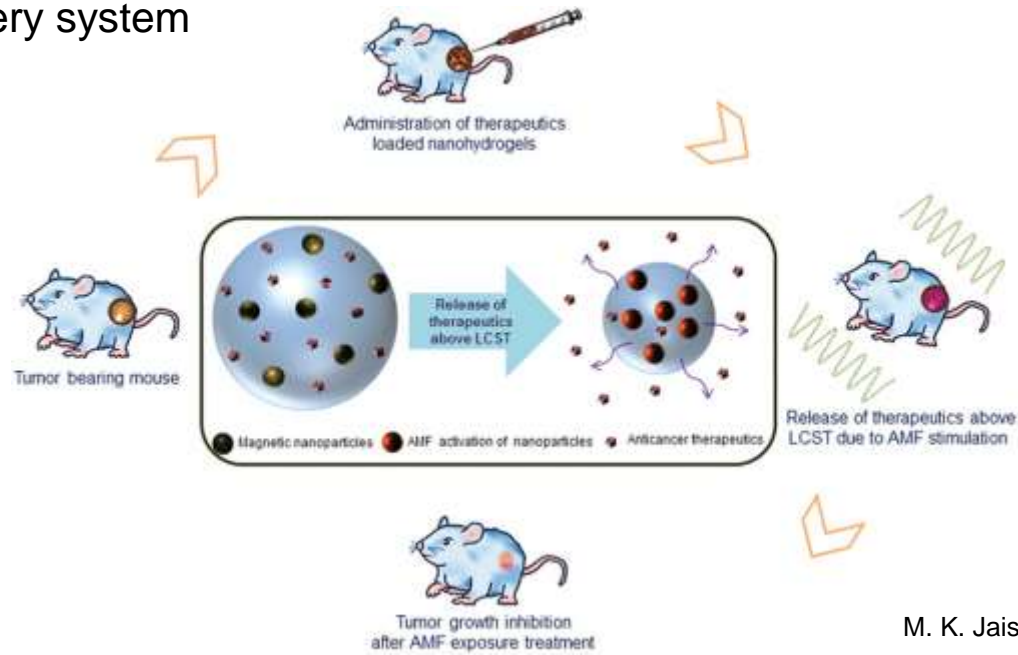 ery system
Administration of therapeutics
loaded nanohydrogels
Tumor bearing mouse
Release of
therapeutics
above LCST
Magnetic nanoparticles
AMF activation of nanoparticles
Anticancer therapeutics
Release of therapeutics above
LCST due to AMF stimulation
Tumor growth inhibition
after AMF exposure treatment
M. K. Jais